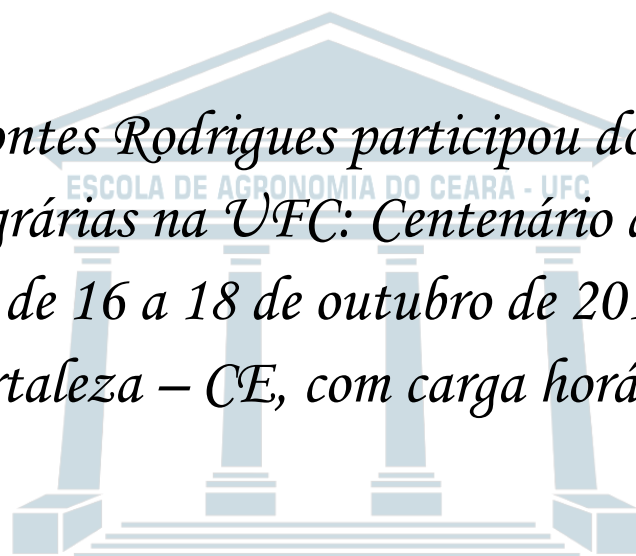 ontes Rodrigues participou do
ESCOLA DE AGRONOMIA DO CEARÁ - UFC
grárias na UFC: Centenário d
de 16 a 18 de outubro de 201
rtaleza – CE, com carga horá